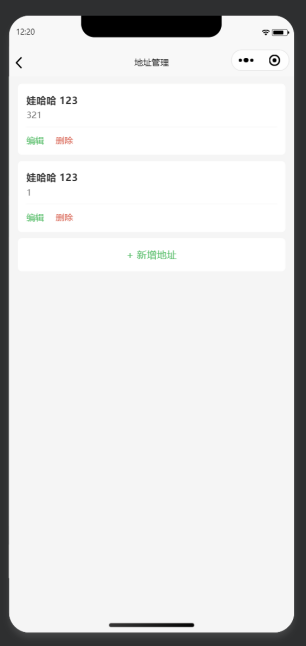 12:20
地址管理
娃哈哈 123
321
编辑 删除
娃哈哈 123
1
编辑 删除
+ 新增地址